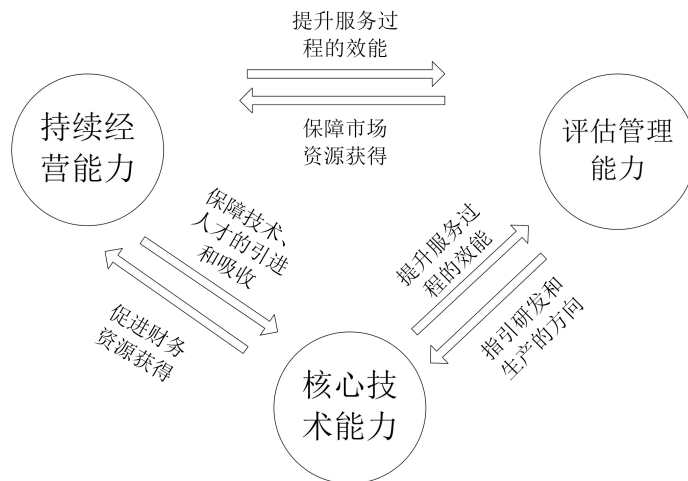 提升服务过
程的效能
保障市场
资源获得
持续经
营能力
评估管理
能力
保障技术、
人才的引进
和吸收
促进财务
资源获得
提升服务过
程的效能
指引研发和
生产的方向
核心技
术能力